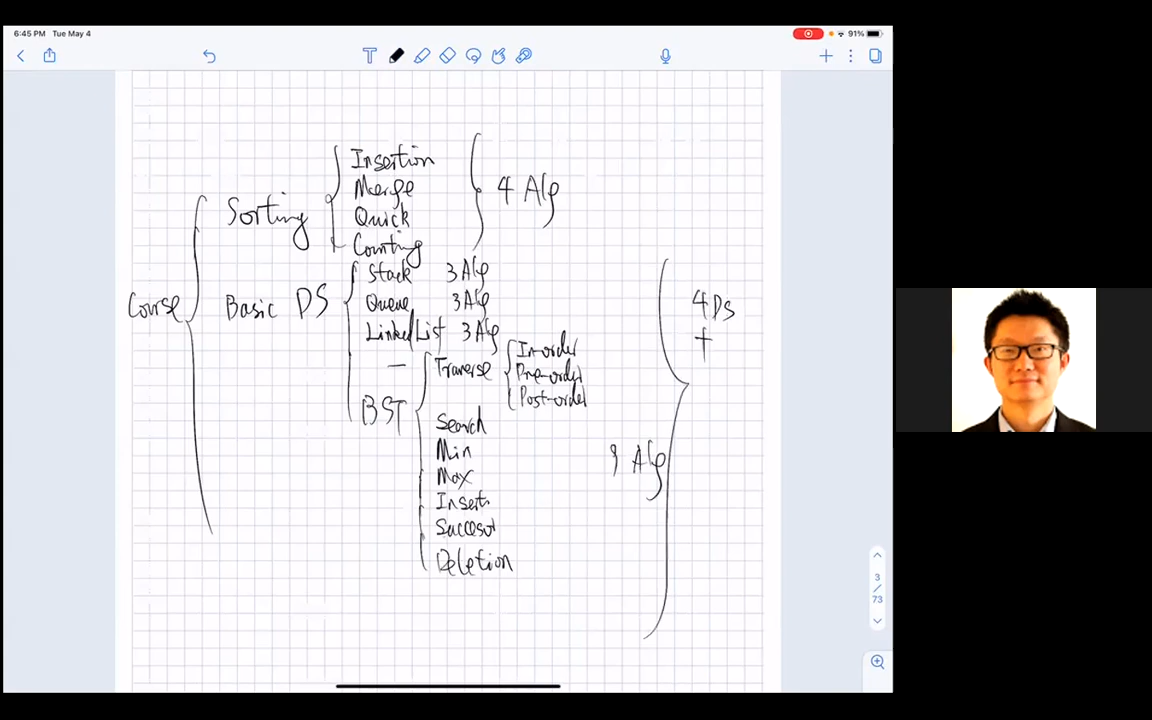 6:45 PM Tue May 4
91%
Insertion
Merge
Quick
Counting
4 Alg
Sorting
Course
Basic DS
Stack 3 Alg
Queue 3 Alg
Linked List 3 Alg
BST
Traverse
In-order
Pre-order
Post-order
Search
Min
Max
Insert
Successor
Deletion
9 Alg
4 DS
+
3
/
73